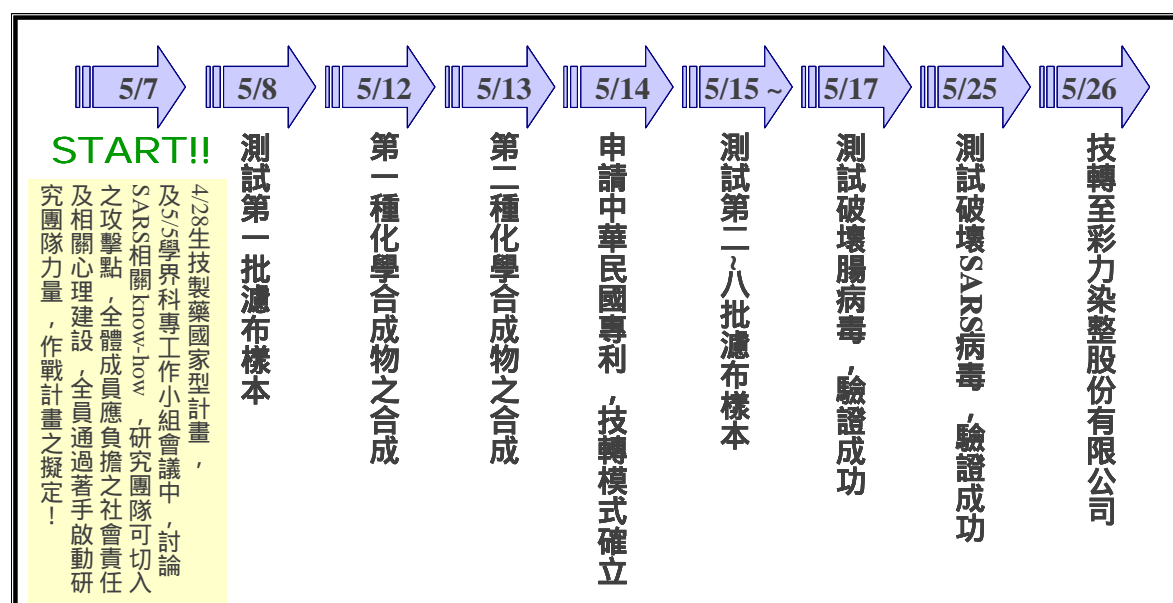 5/7
5/8
5/12
5/13
5/14
5/15 ~
5/17
5/25
5/26
START!!
4/28生技製藥國家型計畫，
及5/5學界科專工作小組會議中，討論
SARS相關know-how，研究團隊可切入
之攻擊點，全體成員應負擔之社會責任
及相關心理建設，全員通過著手啟動研
究團隊力量，作戰計畫之擬定！
測試第一批濾布樣本
第一種化學合成物之合成
第二種化學合成物之合成
申請中華民國專利，技轉模式確立
測試第二~八批濾布樣本
測試破壞腸病毒，驗證成功
測試破壞SARS病毒，驗證成功
技轉至彩力染整股份有限公司